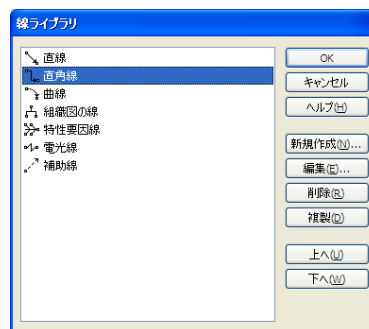 線ライブラリ
直線
直角線
曲線
組織図の線
特性要因線
電光線
補助線
OK
キャンセル
ヘルプ(H)
新規作成(N)...
編集(E)...
削除(R)
複製(D)
上へ(U)
下へ(W)